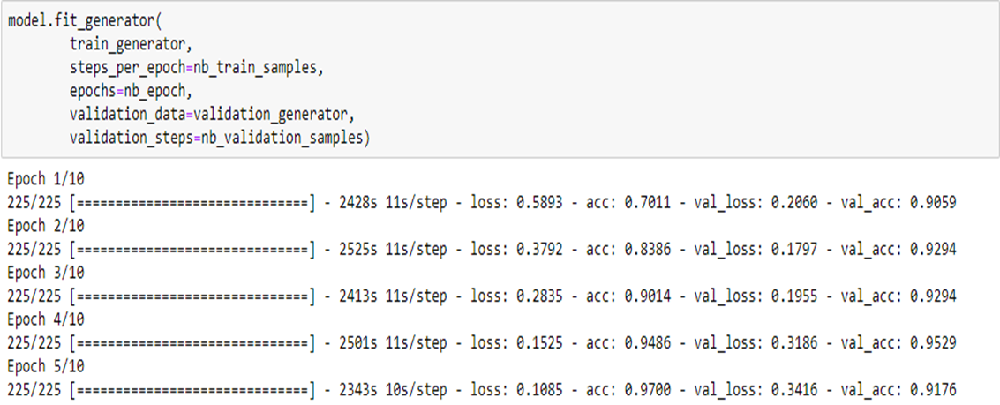 model.fit_generator(
train_generator,
steps_per_epoch=nb_train_samples,
epochs=nb_epoch,
validation_data=validation_generator,
validation_steps=nb_validation_samples)
Epoch 1/10
225/225 [==============================] - 2428s 11s/step - loss: 0.5893 - acc: 0.7011 - val_loss: 0.2060 - val_acc: 0.9059
Epoch 2/10
225/225 [==============================] - 2525s 11s/step - loss: 0.3792 - acc: 0.8386 - val_loss: 0.1797 - val_acc: 0.9294
Epoch 3/10
225/225 [==============================] - 2413s 11s/step - loss: 0.2835 - acc: 0.9014 - val_loss: 0.1955 - val_acc: 0.9294
Epoch 4/10
225/225 [==============================] - 2501s 11s/step - loss: 0.1525 - acc: 0.9486 - val_loss: 0.3186 - val_acc: 0.9529
Epoch 5/10
225/225 [==============================] - 2343s 10s/step - loss: 0.1085 - acc: 0.9700 - val_loss: 0.3416 - val_acc: 0.9176